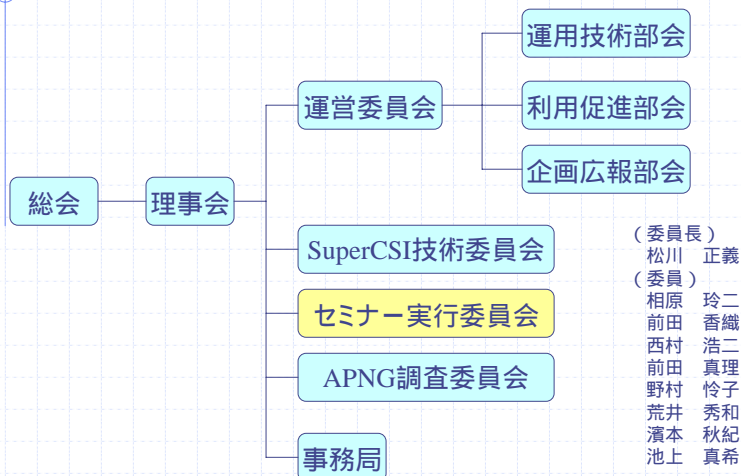 運用技術部会
運営委員会
利用促進部会
企画広報部会
総会
理事会
SuperCSI技術委員会
セミナー実行委員会
APNG調査委員会
事務局
(委員長)
松川 正義
(委員)
相原 玲二
前田 香織
西村 浩二
前田 真理
野村 怜子
荒井 秀和
濱本 秋紀
池上 真希